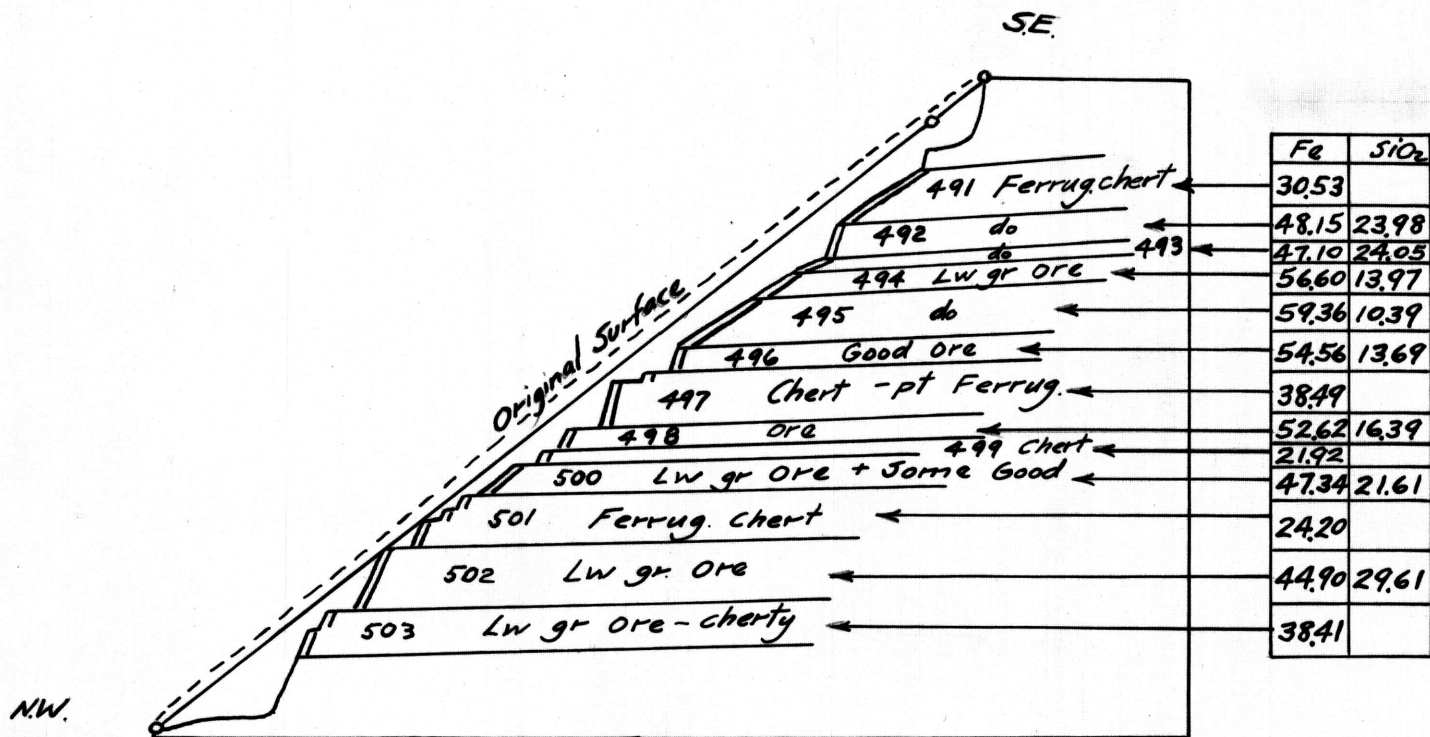 S.E.
Fe SiO2
491 Ferrug. chert 30.53
492 do 48.15 23.98
do 493 47.10 24.05
494 Lw gr Ore 56.60 13.97
495 do 59.36 10.39
496 Good Ore 54.56 13.69
497 Chert - pt Ferrug. 38.49
498 Ore 52.62 16.39
499 Chert 21.92
500 Lw gr Ore + Some Good 47.34 21.61
501 Ferrug. Chert 24.20
502 Lw gr. Ore 44.90 29.61
503 Lw gr Ore - cherty 38.41
Original Surface
N.W.